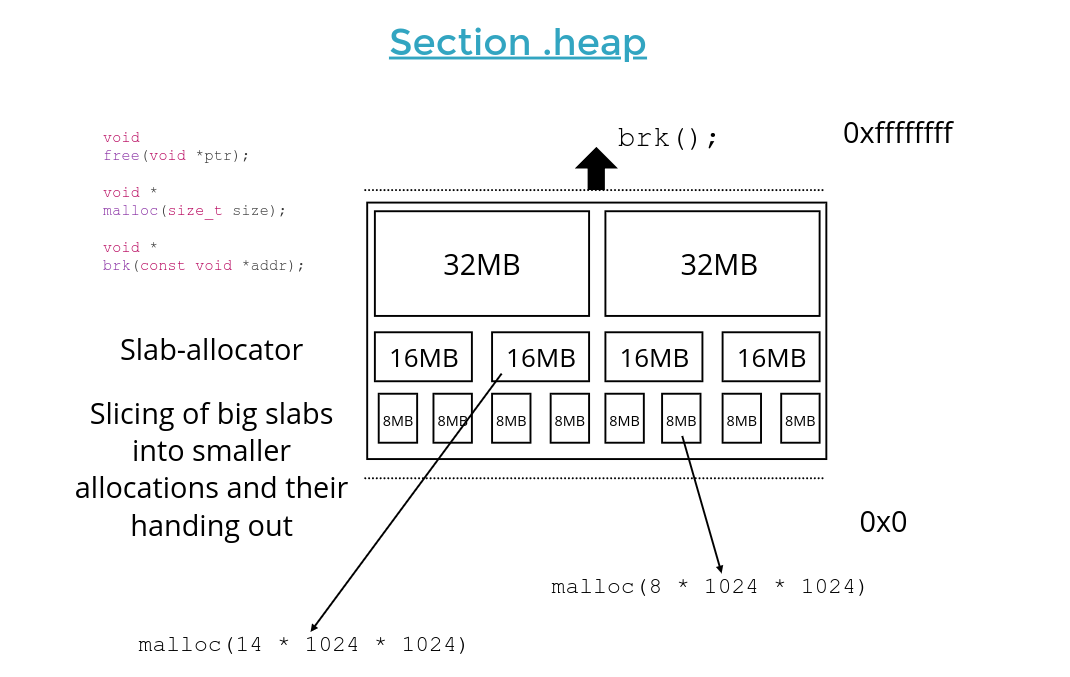 Section .heap
brk();
0xffffffff
void
free(void *ptr);
void *
malloc(size_t size);
void *
brk(const void *addr);
32MB 32MB
Slab-allocator
16MB 16MB 16MB 16MB
Slicing of big slabs
into smaller
allocations and their
handing out
8MB 8MB 8MB 8MB 8MB 8MB 8MB 8MB
0x0
malloc(8 * 1024 * 1024)
malloc(14 * 1024 * 1024)